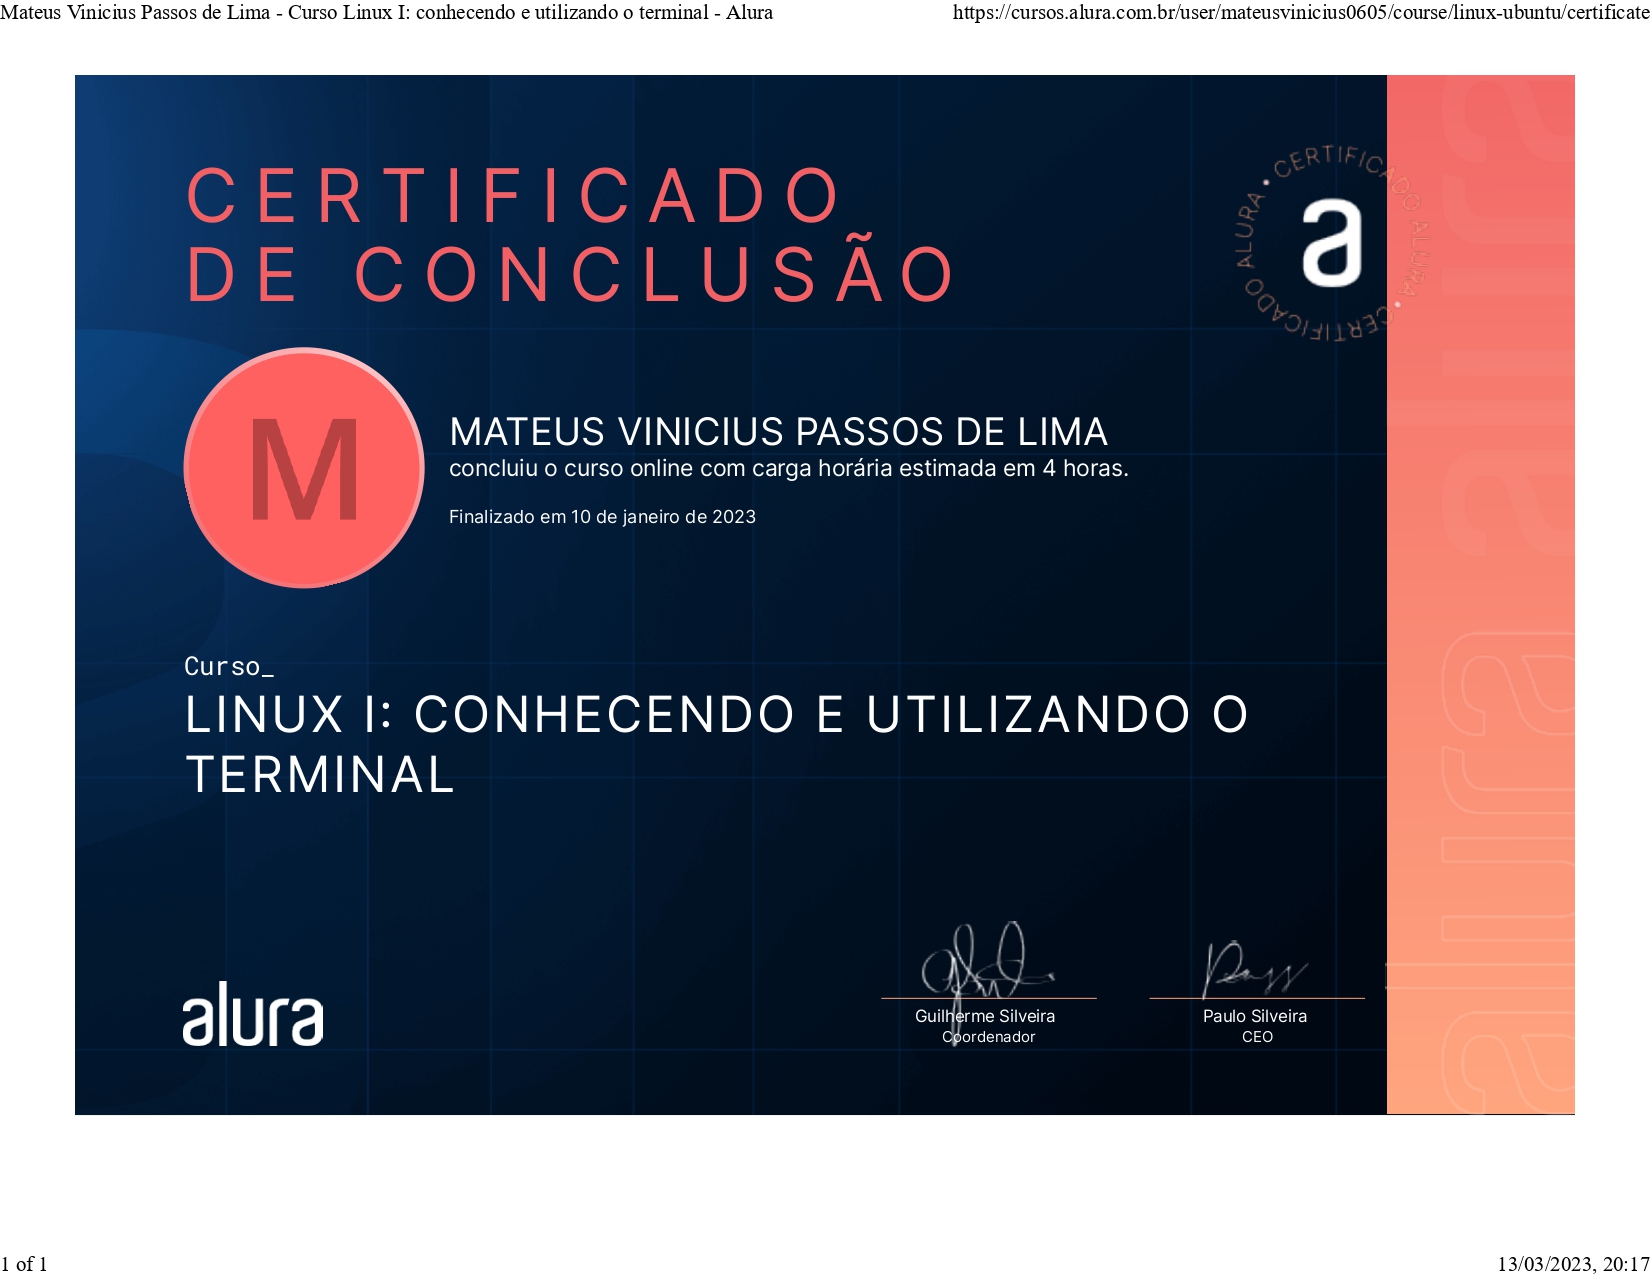 Mateus Vinicius Passos de Lima - Curso Linux I: conhecendo e utilizando o terminal - Alura
https://cursos.alura.com.br/user/mateusvinicius0605/course/linux-ubuntu/certificate
CERTIFICADO
DE CONCLUSÃO
a
CERTIFICADO ALURA • CERTIFICADO ALURA •
M
MATEUS VINICIUS PASSOS DE LIMA
concluiu o curso online com carga horária estimada em 4 horas.
Finalizado em 10 de janeiro de 2023
Curso_
LINUX I: CONHECENDO E UTILIZANDO O
TERMINAL
alura
Guilherme Silveira
Coordenador
Paulo Silveira
CEO
alura alura
1 of 1
13/03/2023, 20:17